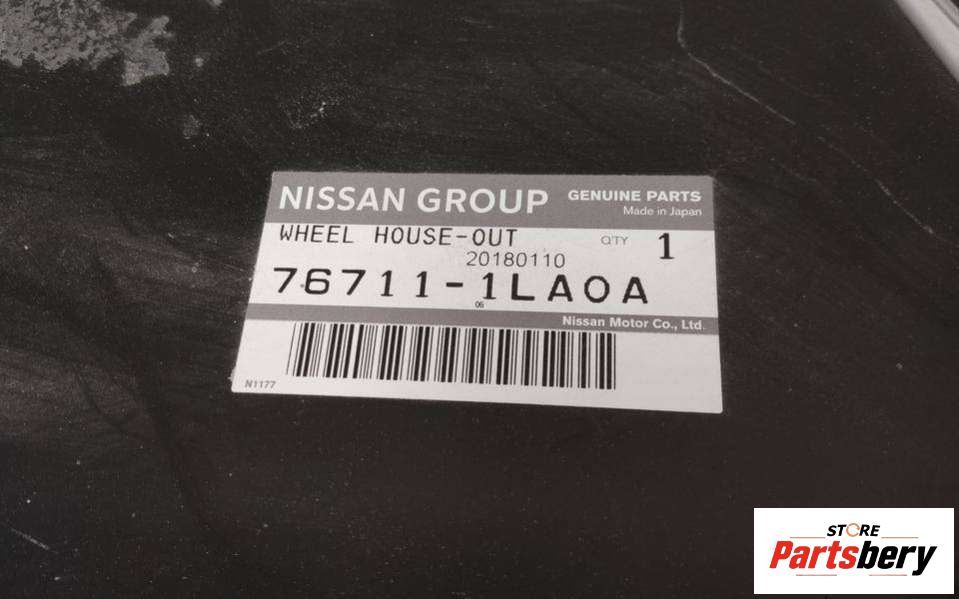 NISSAN GROUP GENUINE PARTS
Made in Japan
WHEEL HOUSE-OUT Q'TY 1
20180110
76711-1LA0A
06
Nissan Motor Co., Ltd.
N1177
STORE
Partsbery